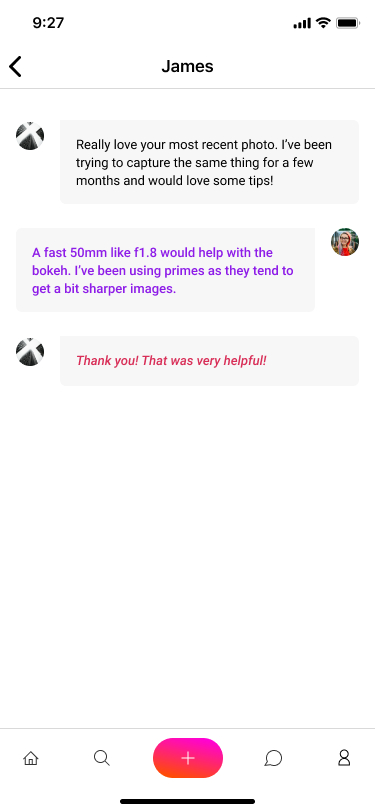 9:27
James
Really love your most recent photo. I’ve been
trying to capture the same thing for a few
months and would love some tips!
A fast 50mm like f1.8 would help with the
bokeh. I’ve been using primes as they tend to
get a bit sharper images.
Thank you! That was very helpful!